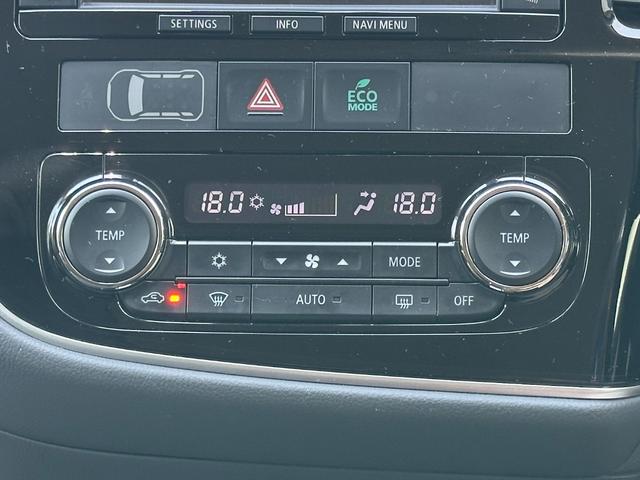 SETTINGS INFO NAVI MENU
ECO
MODE
18.0 18.0
TEMP TEMP
MODE
AUTO OFF